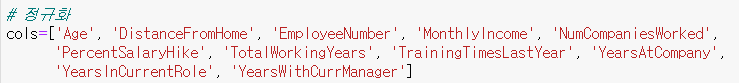 # 정규화
cols=['Age', 'DistanceFromHome', 'EmployeeNumber', 'MonthlyIncome', 'NumCompaniesWorked',
'PercentSalaryHike', 'TotalWorkingYears', 'TrainingTimesLastYear', 'YearsAtCompany',
'YearsInCurrentRole', 'YearsWithCurrManager']